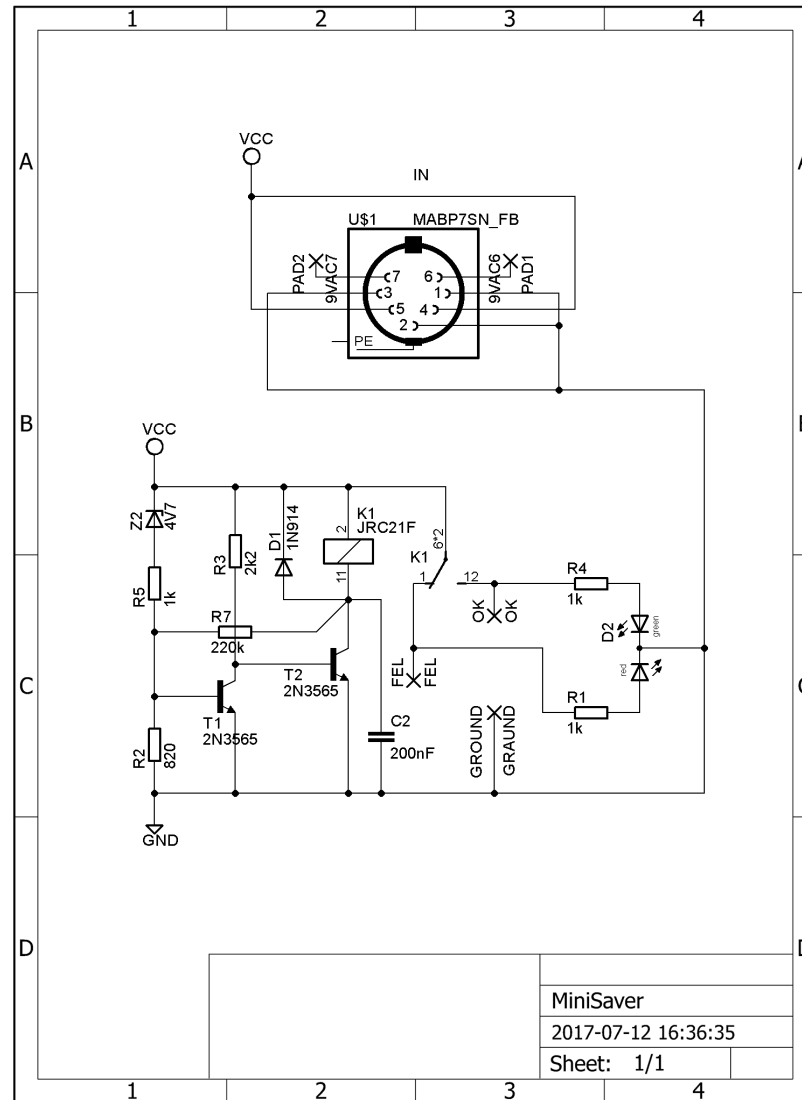 1 2 3 4
A
A
VCC
IN
U$1 MABP7SN_FB
PAD2
9VAC7
9VAC6
PAD1
7 6
3 1
5 4
2
PE
B
B
VCC
Z2
4V7
R3
2k2
D1
1N914
2
K1
JRC21F
11
K1
6*2
1 12
R4
1k
R5
1k
R7
220k
OK
OK
D2
green
red
FEL
FEL
C
C
T1
2N3565
T2
2N3565
R1
1k
R2
820
C2
200nF
GROUND
GRAUND
GND
D
D
MiniSaver
2017-07-12 16:36:35
Sheet: 1/1
1 2 3 4